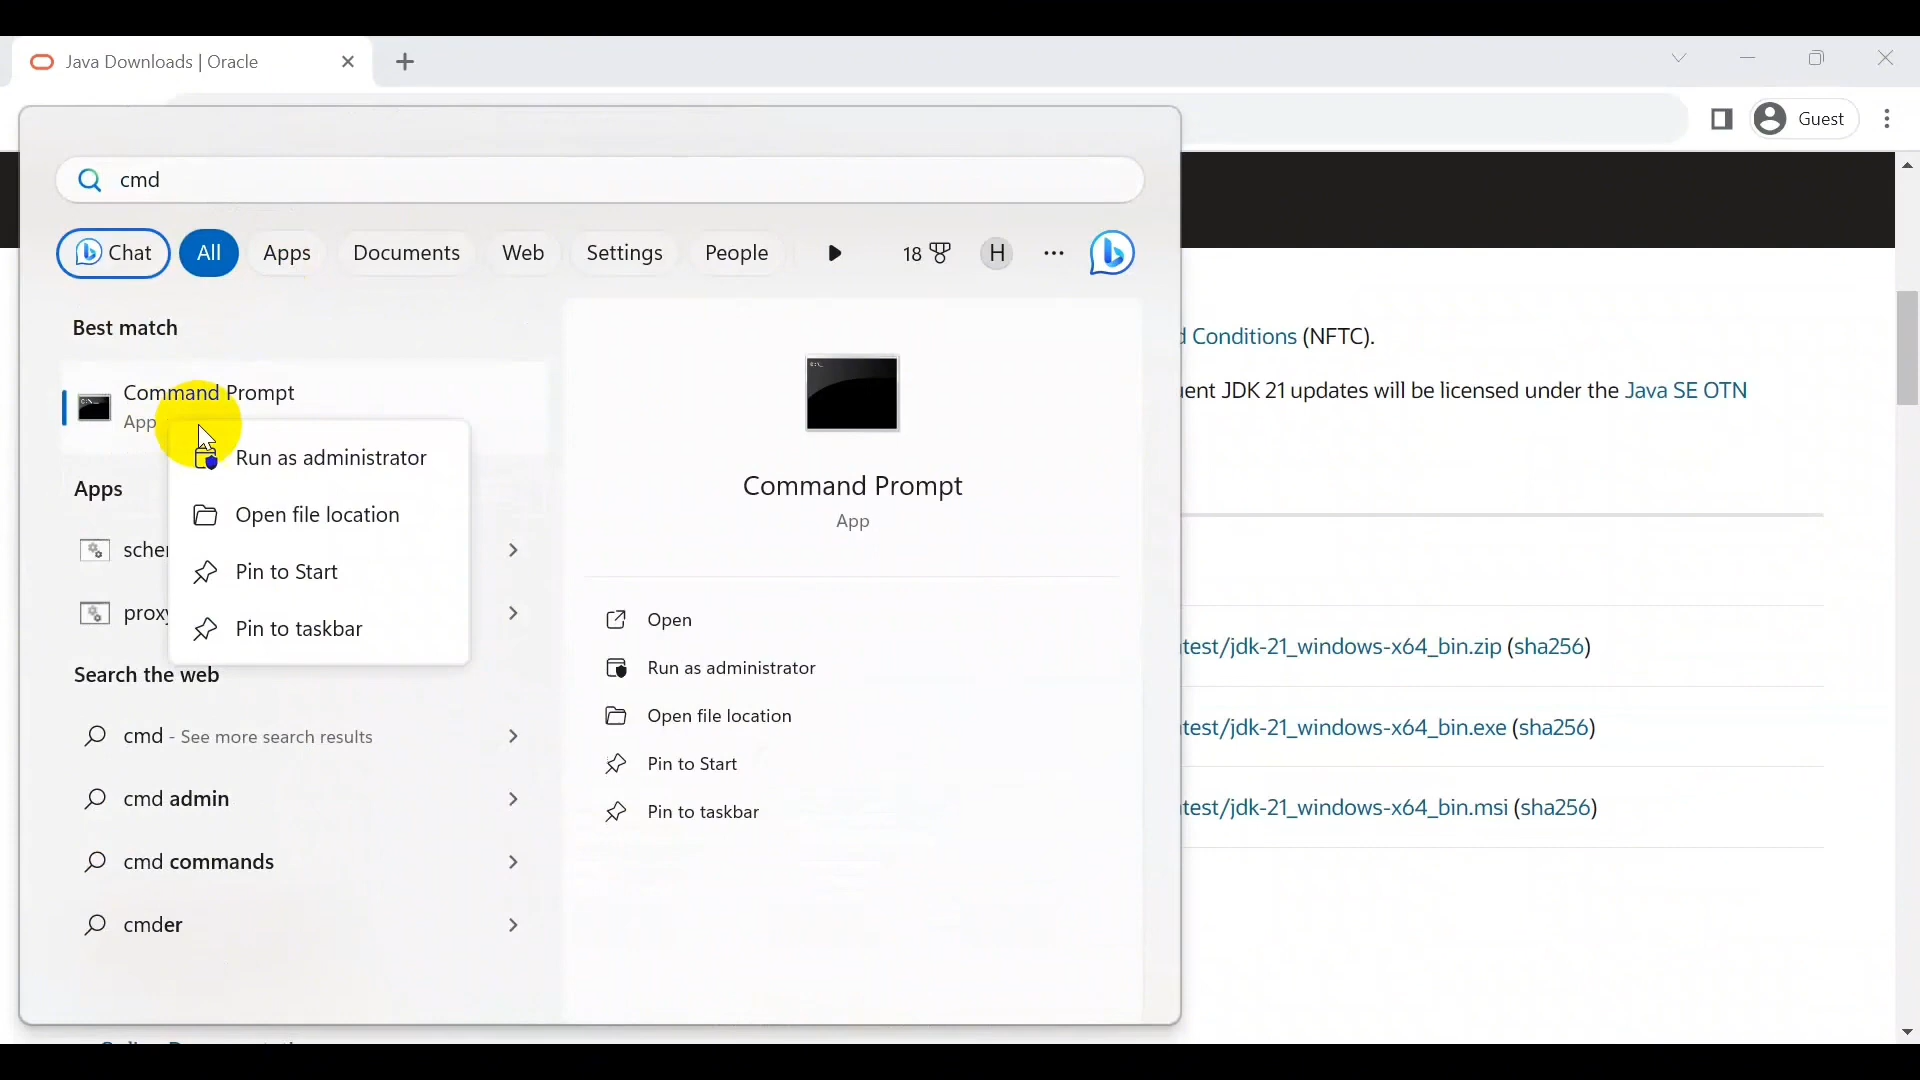 Java Downloads | Oracle
Guest
cmd
Chat
All
Apps
Documents
Web
Settings
People
18
H
Best match
Command Prompt
App
Run as administrator
Open file location
Pin to Start
Pin to taskbar
Apps
Search the web
cmd - See more search results
cmd admin
cmd commands
cmder
Command Prompt
App
Open
Run as administrator
Open file location
Pin to Start
Pin to taskbar
Conditions (NFTC).
JDK 21 updates will be licensed under the Java SE OTN
test/jdk-21_windows-x64_bin.zip (sha256)
test/jdk-21_windows-x64_bin.exe (sha256)
test/jdk-21_windows-x64_bin.msi (sha256)